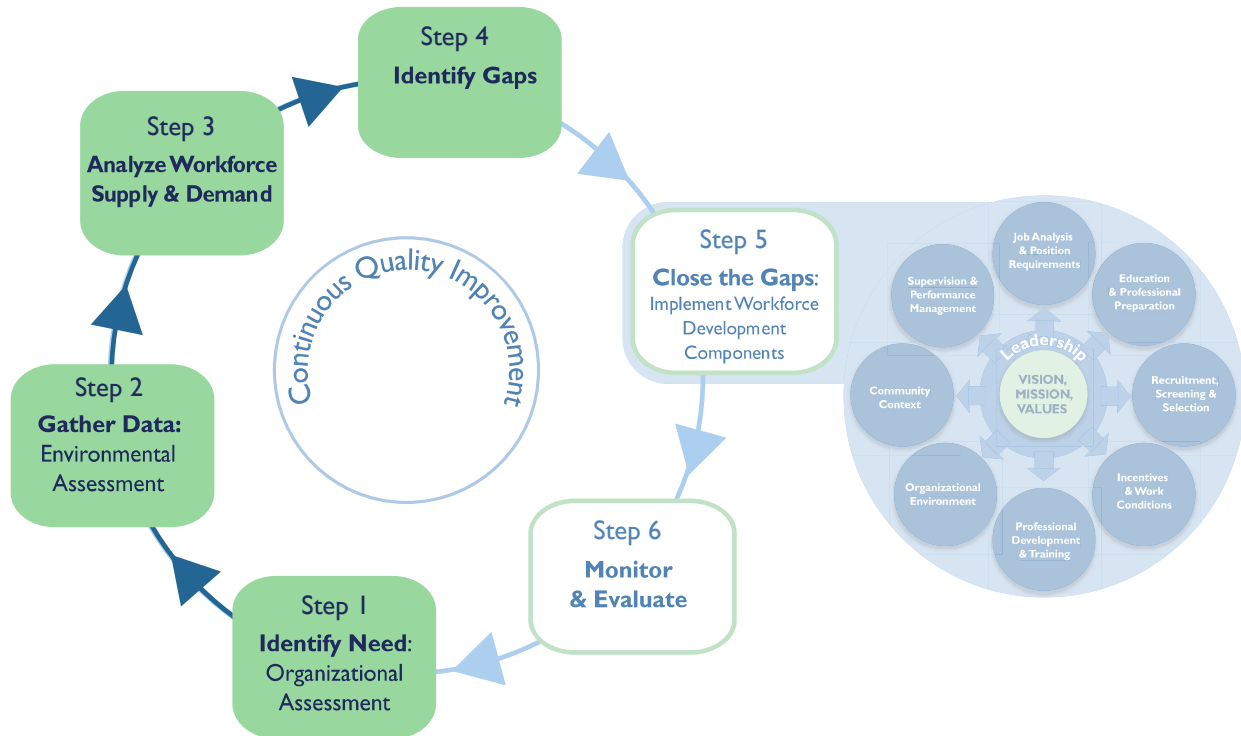 Step 1
Identify Need:
Organizational
Assessment
Step 2
Gather Data:
Environmental
Assessment
Step 3
Analyze Workforce
Supply & Demand
Step 4
Identify Gaps
Step 5
Close the Gaps:
Implement Workforce
Development
Components
Step 6
Monitor
& Evaluate
Continuous Quality Improvement
Leadership
VISION,
MISSION,
VALUES
Job Analysis
& Position
Requirements
Education
& Professional
Preparation
Recruitment,
Screening &
Selection
Incentives
& Work
Conditions
Professional
Development
& Training
Organizational
Environment
Community
Context
Supervision &
Performance
Management